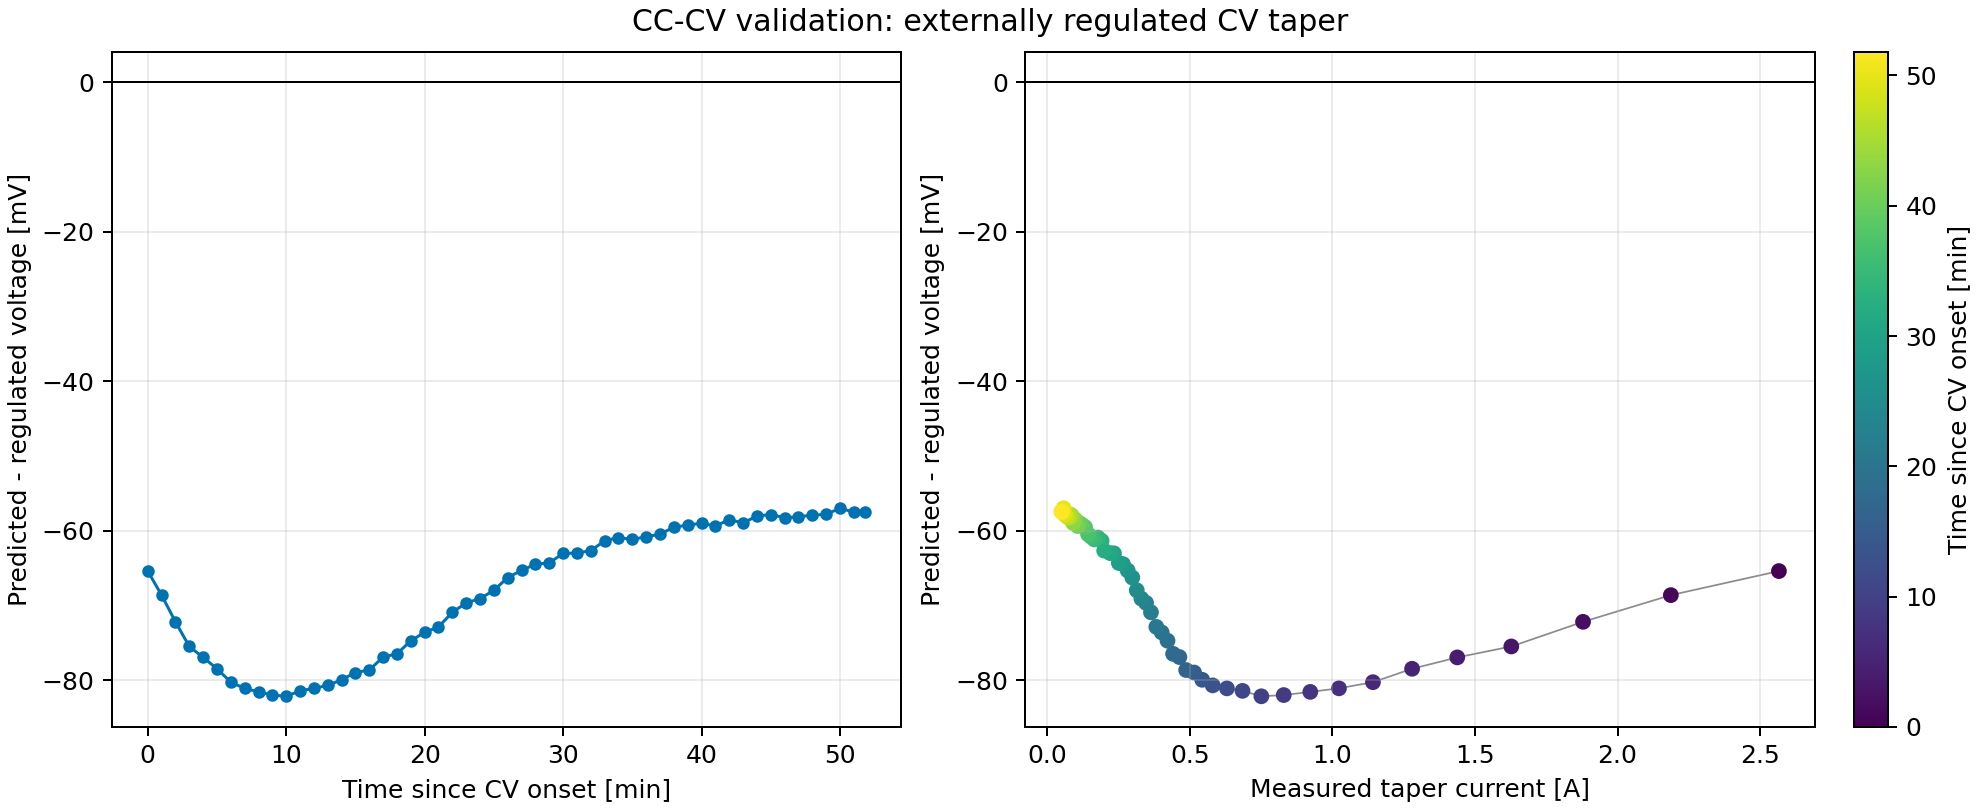 CC-CV validation: externally regulated CV taper
Predicted - regulated voltage [mV]
0
−20
−40
−60
−80
0 10 20 30 40 50
Time since CV onset [min]
Predicted - regulated voltage [mV]
0
−20
−40
−60
−80
0.0 0.5 1.0 1.5 2.0 2.5
Measured taper current [A]
50
40
30
20
10
0
Time since CV onset [min]